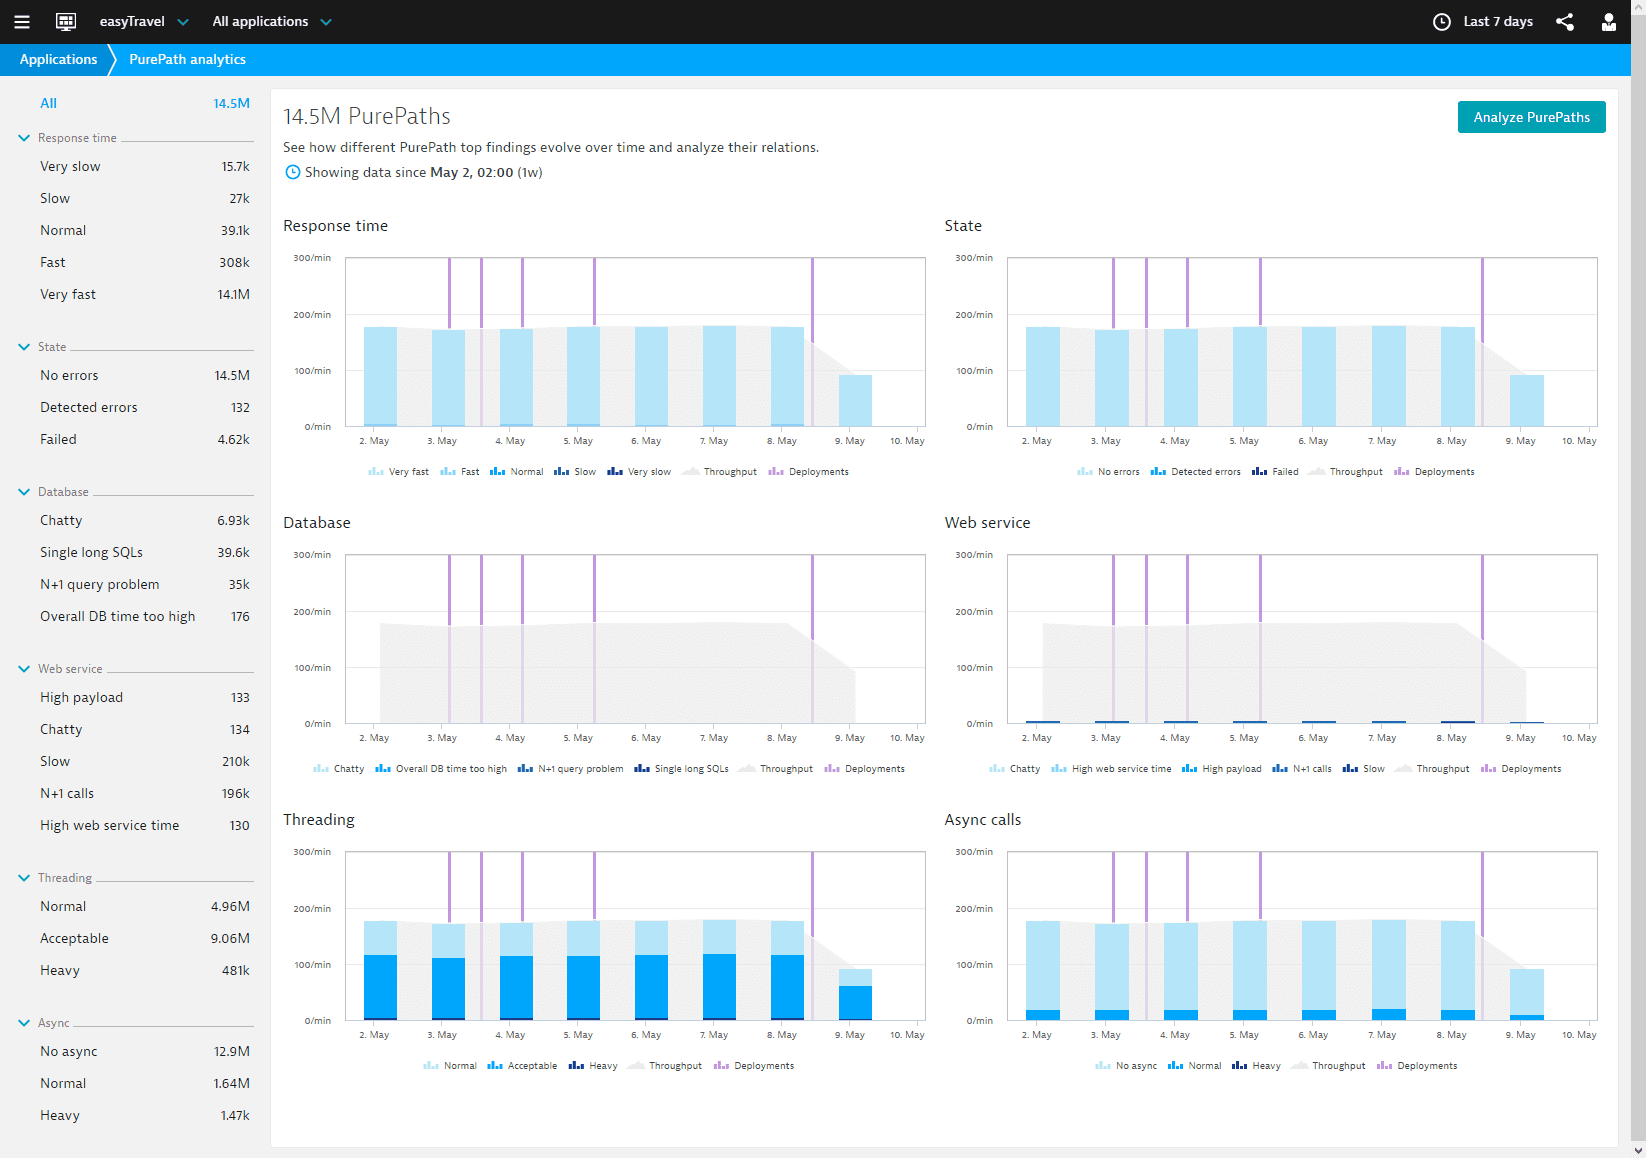 easyTravel All applications Last 7 days
Applications PurePath analytics
All 14.5M
Response time
Very slow 15.7k
Slow 27k
Normal 39.1k
Fast 308k
Very fast 14.1M
State
No errors 14.5M
Detected errors 132
Failed 4.62k
Database
Chatty 6.93k
Single long SQLs 39.6k
N+1 query problem 35k
Overall DB time too high 176
Web service
High payload 133
Chatty 134
Slow 210k
N+1 calls 196k
High web service time 130
Threading
Normal 4.96M
Acceptable 9.06M
Heavy 481k
Async
No async 12.9M
Normal 1.64M
Heavy 1.47k
14.5M PurePaths
Analyze PurePaths
See how different PurePath top findings evolve over time and analyze their relations.
Showing data since May 2, 02:00 (1w)
Response time
300/min
200/min
100/min
0/min
2. May 3. May 4. May 5. May 6. May 7. May 8. May 9. May 10. May
Very fast Fast Normal Slow Very slow Throughput Deployments
State
300/min
200/min
100/min
0/min
2. May 3. May 4. May 5. May 6. May 7. May 8. May 9. May 10. May
No errors Detected errors Failed Throughput Deployments
Database
300/min
200/min
100/min
0/min
2. May 3. May 4. May 5. May 6. May 7. May 8. May 9. May 10. May
Chatty Overall DB time too high N+1 query problem Single long SQLs Throughput Deployments
Web service
300/min
200/min
100/min
0/min
2. May 3. May 4. May 5. May 6. May 7. May 8. May 9. May 10. May
Chatty High web service time High payload N+1 calls Slow Throughput Deployments
Threading
300/min
200/min
100/min
0/min
2. May 3. May 4. May 5. May 6. May 7. May 8. May 9. May 10. May
Normal Acceptable Heavy Throughput Deployments
Async calls
300/min
200/min
100/min
0/min
2. May 3. May 4. May 5. May 6. May 7. May 8. May 9. May 10. May
No async Normal Heavy Throughput Deployments